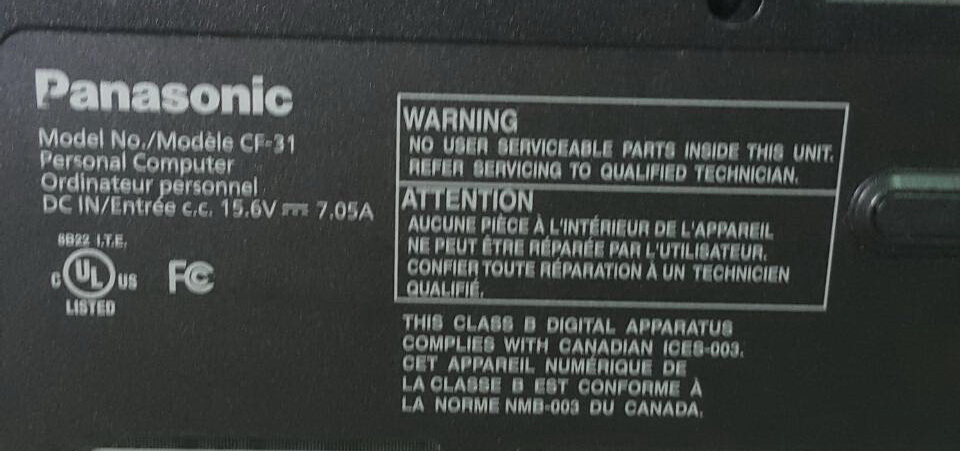 Panasonic
Model No./Modèle CF-31
Personal Computer
Ordinateur personnel
DC IN/Entrée c.c. 15.6V ⎓ 7.05A
8B22 I.T.E.
C UL US
LISTED
FC
WARNING
NO USER SERVICEABLE PARTS INSIDE THIS UNIT.
REFER SERVICING TO QUALIFIED TECHNICIAN.
ATTENTION
AUCUNE PIÈCE À L'INTÉRIEUR DE L'APPAREIL
NE PEUT ÊTRE RÉPARÉE PAR L'UTILISATEUR.
CONFIER TOUTE RÉPARATION À UN TECHNICIEN
QUALIFIÉ.
THIS CLASS B DIGITAL APPARATUS
COMPLIES WITH CANADIAN ICES-003.
CET APPAREIL NUMÉRIQUE DE
LA CLASSE B EST CONFORME À
LA NORME NMB-003 DU CANADA.